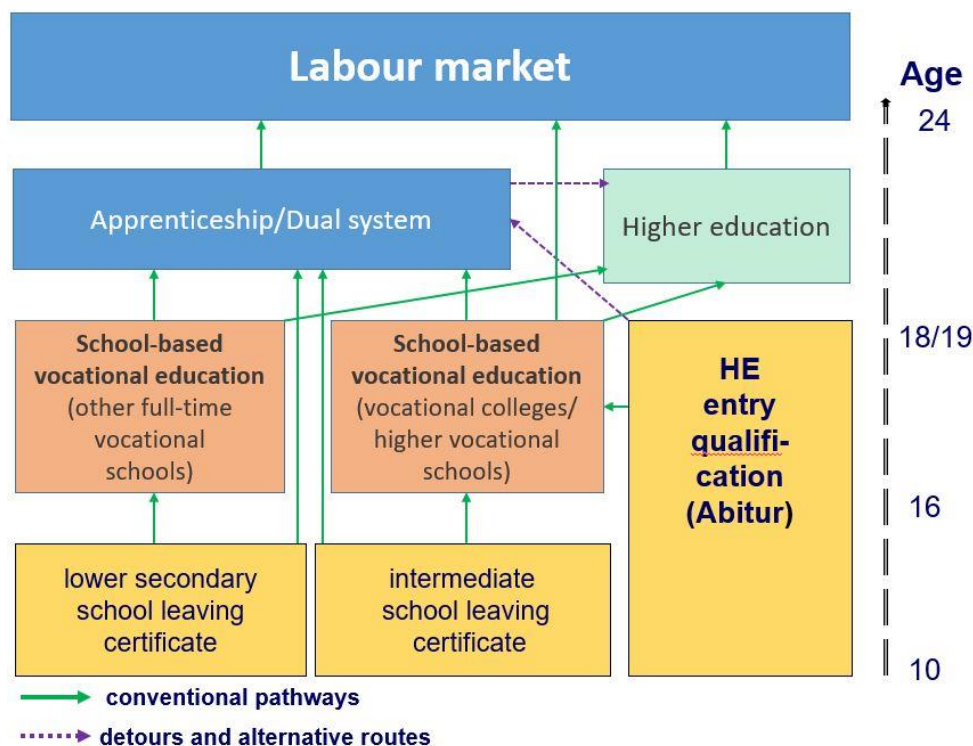 Labour market
Age
24
Apprenticeship/Dual system
Higher education
18/19
School-based
vocational education
(other full-time
vocational
schools)
School-based
vocational education
(vocational colleges/
higher vocational
schools)
HE
entry
qualifi-
cation
(Abitur)
16
lower secondary
school leaving
certificate
intermediate
school leaving
certificate
10
conventional pathways
detours and alternative routes